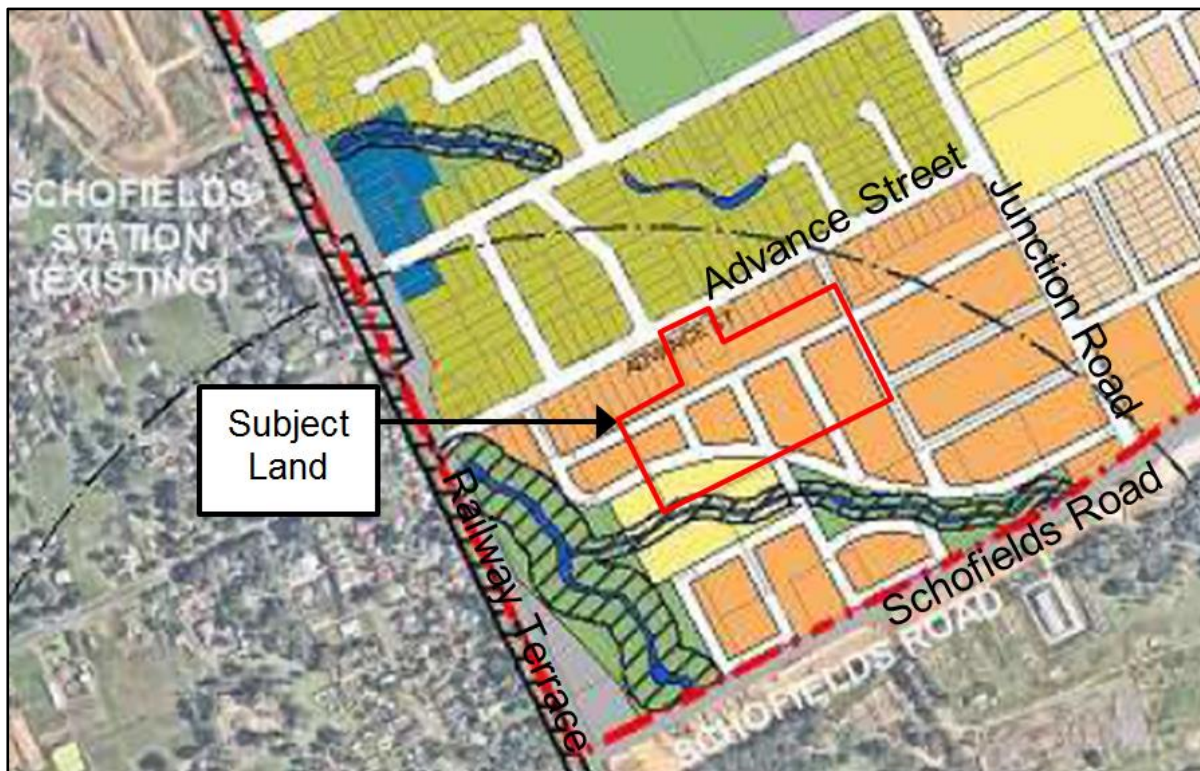 SCHOFIELDS
STATION
(EXISTING)
Advance Street
Junction Road
Subject
Land
Railway Terrace
Schofields Road
SCHOFIELDS ROAD